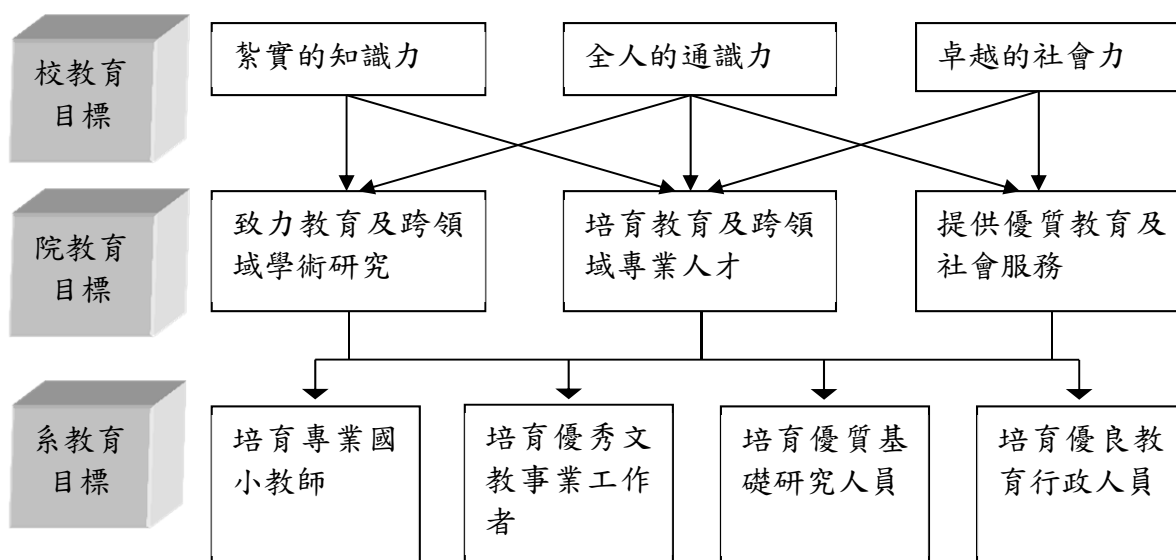 校教育
目標
紮實的知識力
全人的通識力
卓越的社會力
院教育
目標
致力教育及跨領
域學術研究
培育教育及跨領
域專業人才
提供優質教育及
社會服務
系教育
目標
培育專業國
小教師
培育優秀文
教事業工作
者
培育優質基
礎研究人員
培育優良教
育行政人員